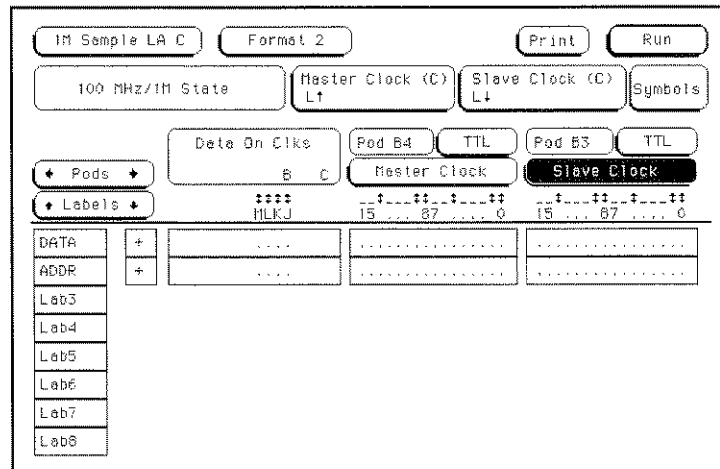 1M Sample LA C Format 2 Print Run
100 MHz/1M State Master Clock (C) L↑ Slave Clock (C) L↓ Symbols
Data On Clks Pod B4 TTL Pod B3 TTL
← Pods → B C Master Clock Slave Clock
↑ Labels ↓ MLKJ 15 ... 87 .... 0 15 ... 87 .... 0
DATA + .... ................ ................
ADDR + .... ................ ................
Lab3
Lab4
Lab5
Lab6
Lab7
Lab8